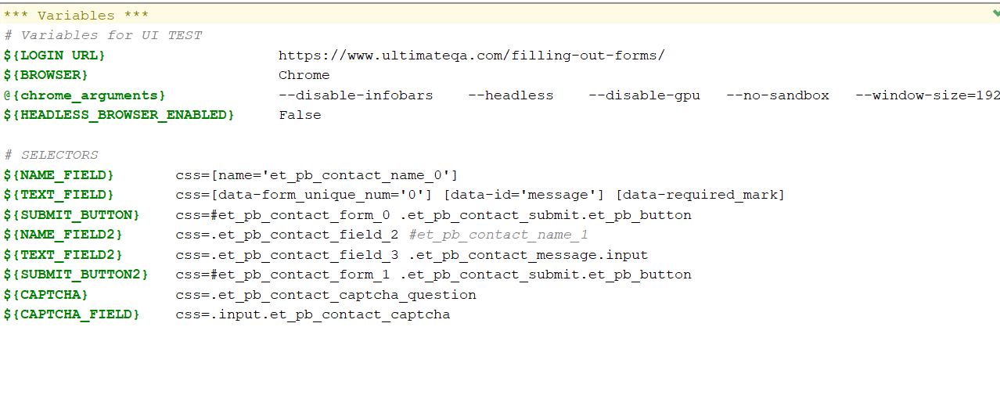 *** Variables ***
# Variables for UI TEST
${LOGIN URL} https://www.ultimateqa.com/filling-out-forms/
${BROWSER} Chrome
@{chrome_arguments} --disable-infobars --headless --disable-gpu --no-sandbox --window-size=192
${HEADLESS_BROWSER_ENABLED} False
# SELECTORS
${NAME_FIELD} css=[name='et_pb_contact_name_0']
${TEXT_FIELD} css=[data-form_unique_num='0'] [data-id='message'] [data-required_mark]
${SUBMIT_BUTTON} css=#et_pb_contact_form_0 .et_pb_contact_submit.et_pb_button
${NAME_FIELD2} css=.et_pb_contact_field_2 #et_pb_contact_name_1
${TEXT_FIELD2} css=.et_pb_contact_field_3 .et_pb_contact_message.input
${SUBMIT_BUTTON2} css=#et_pb_contact_form_1 .et_pb_contact_submit.et_pb_button
${CAPTCHA} css=.et_pb_contact_captcha_question
${CAPTCHA_FIELD} css=.input.et_pb_contact_captcha